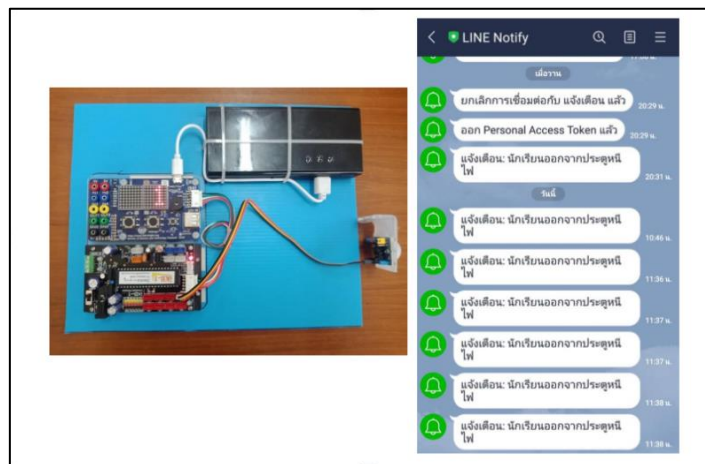 LINE Notify
เมื่อวาน
ยกเลิกการเชื่อมต่อกับ แจ้งเตือน แล้ว
20:29 น.
ออก Personal Access Token แล้ว
20:29 น.
แจ้งเตือน: นักเรียนออกจากประตูหนี
ไฟ
20:31 น.
วันนี้
แจ้งเตือน: นักเรียนออกจากประตูหนี
ไฟ
10:46 น.
แจ้งเตือน: นักเรียนออกจากประตูหนี
ไฟ
11:36 น.
แจ้งเตือน: นักเรียนออกจากประตูหนี
ไฟ
11:37 น.
แจ้งเตือน: นักเรียนออกจากประตูหนี
ไฟ
11:37 น.
แจ้งเตือน: นักเรียนออกจากประตูหนี
ไฟ
11:38 น.
แจ้งเตือน: นักเรียนออกจากประตูหนี
ไฟ
11:38 น.